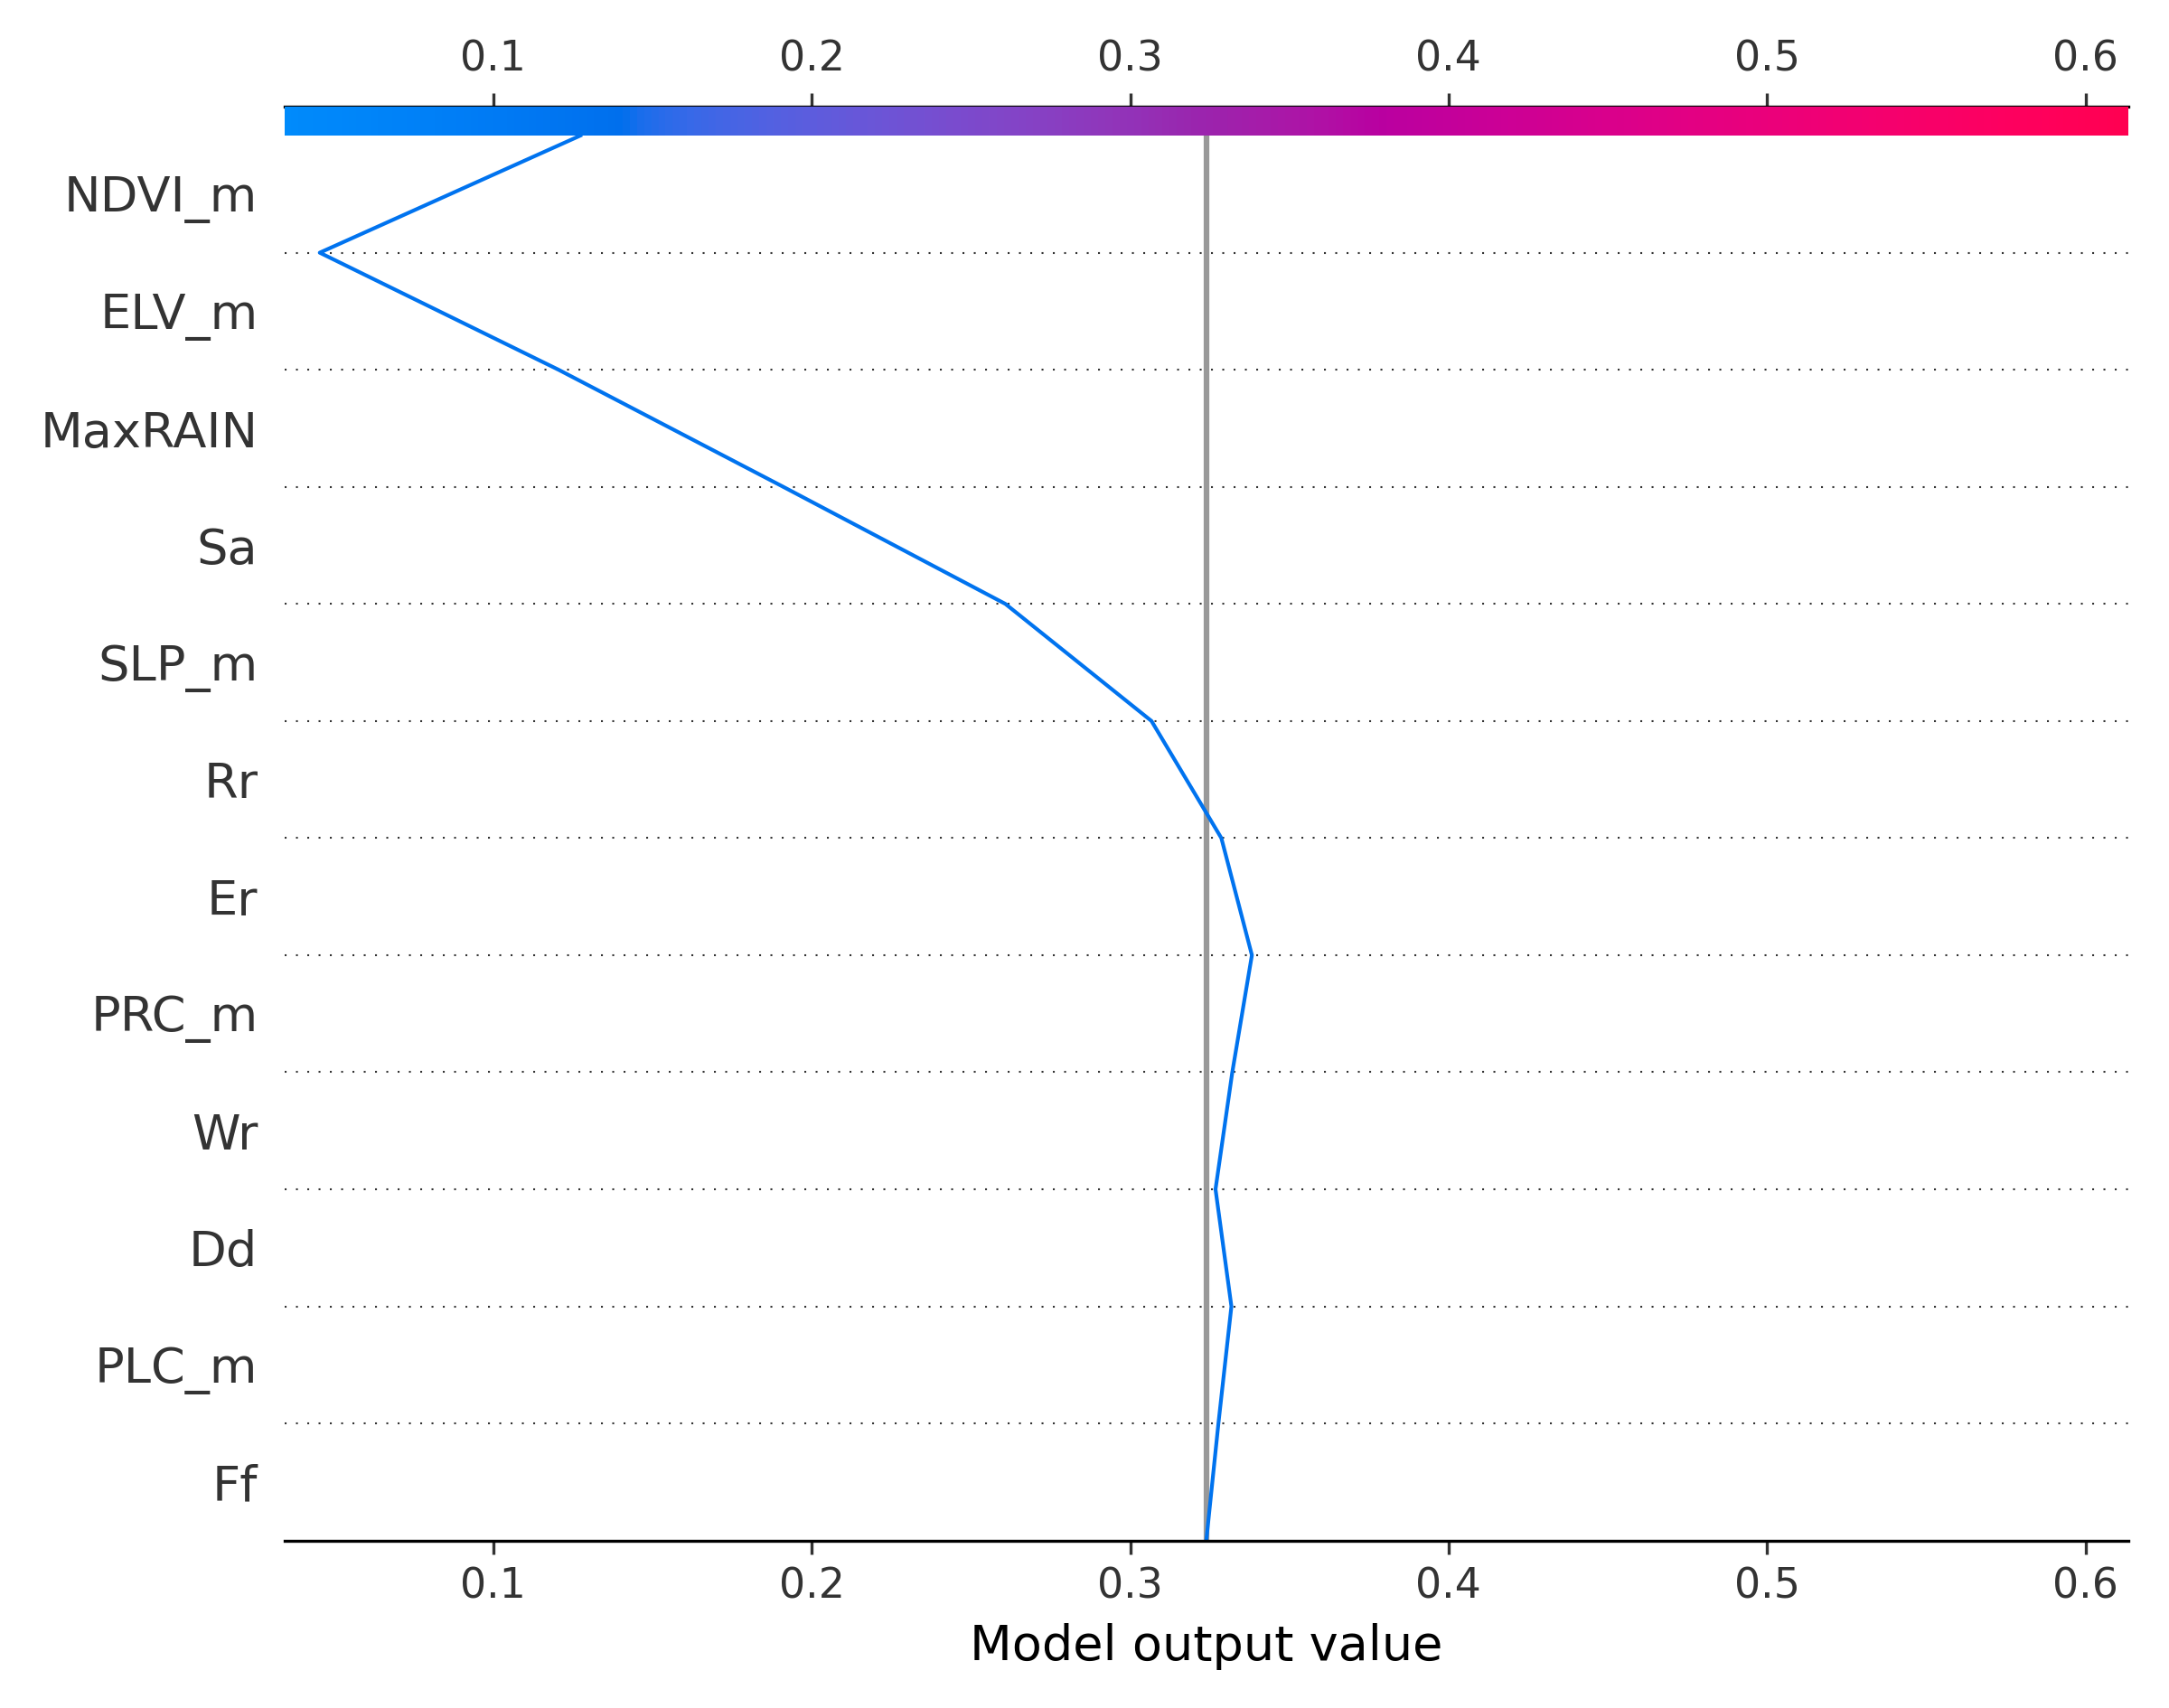 0.1 0.2 0.3 0.4 0.5 0.6
NDVI_m
ELV_m
MaxRAIN
Sa
SLP_m
Rr
Er
PRC_m
Wr
Dd
PLC_m
Ff
0.1 0.2 0.3 0.4 0.5 0.6
Model output value